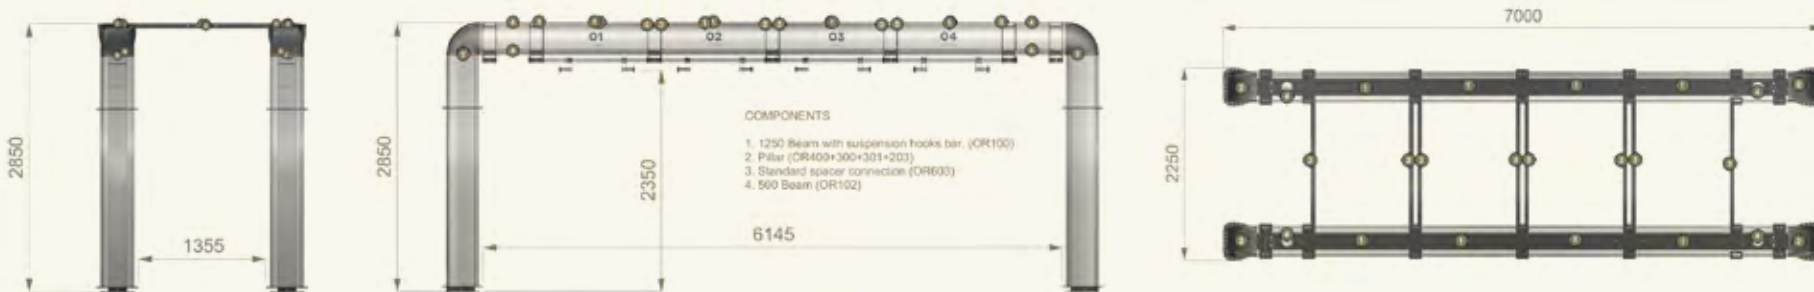 2850
1355
2850
01 02 03 04
2350
COMPONENTS
1. 1250 Beam with suspension hooks bar. (OR100)
2. Pillar (OR400+300+301+203)
3. Standard spacer connection (OR603)
4. 500 Beam (OR102)
6145
7000
2250